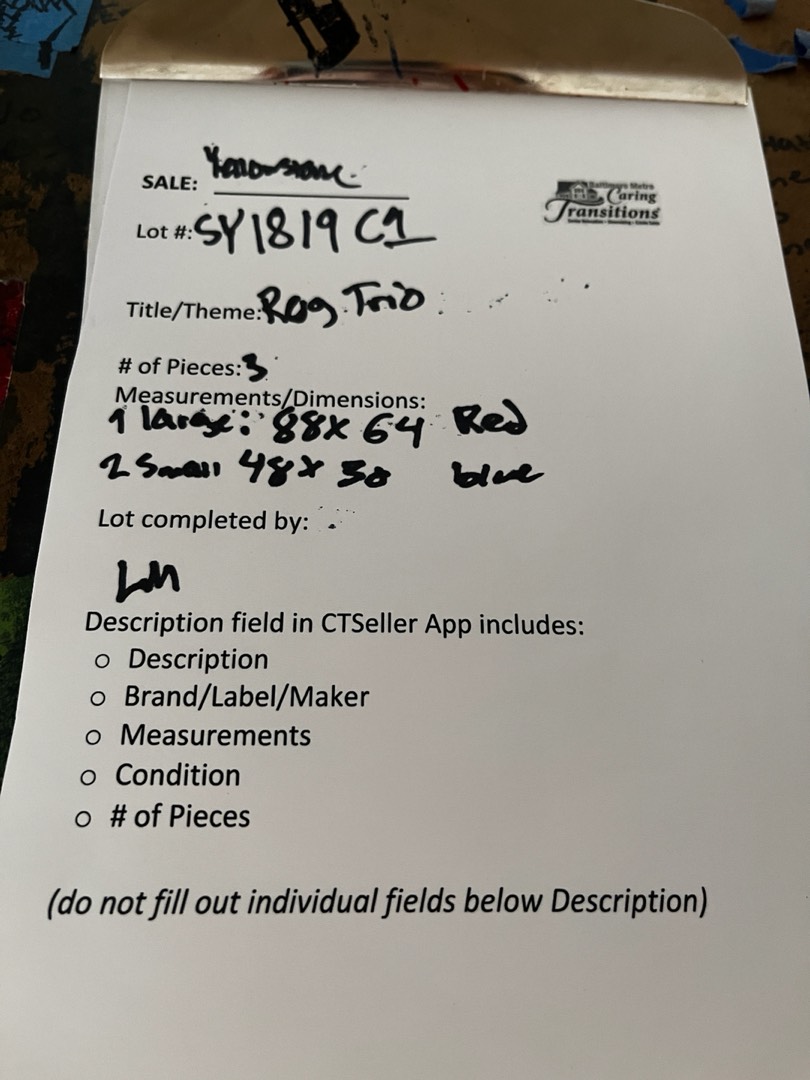 SALE: Yellowstone
Lot #: SY1819 C1
Baltimore Metro
Caring
Transitions
Title/Theme: Rug Trio
# of Pieces: 3
Measurements/Dimensions:
1 large: 88x64 Red
2 Small 48x30 blue
Lot completed by:
LM
Description field in CTSeller App includes:
○ Description
○ Brand/Label/Maker
○ Measurements
○ Condition
○ # of Pieces
(do not fill out individual fields below Description)